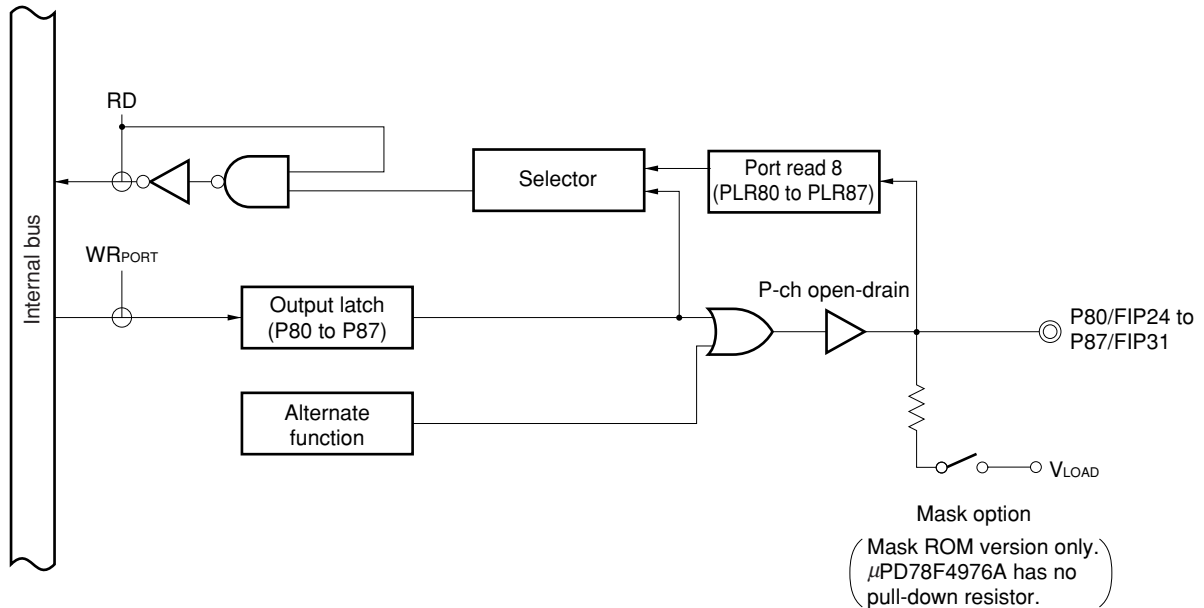 RD
Internal bus
Selector
Port read 8
(PLR80 to PLR87)
WRPORT
Output latch
(P80 to P87)
P-ch open-drain
P80/FIP24 to
P87/FIP31
Alternate
function
VLOAD
Mask option
(Mask ROM version only.
μPD78F4976A has no
pull-down resistor.)